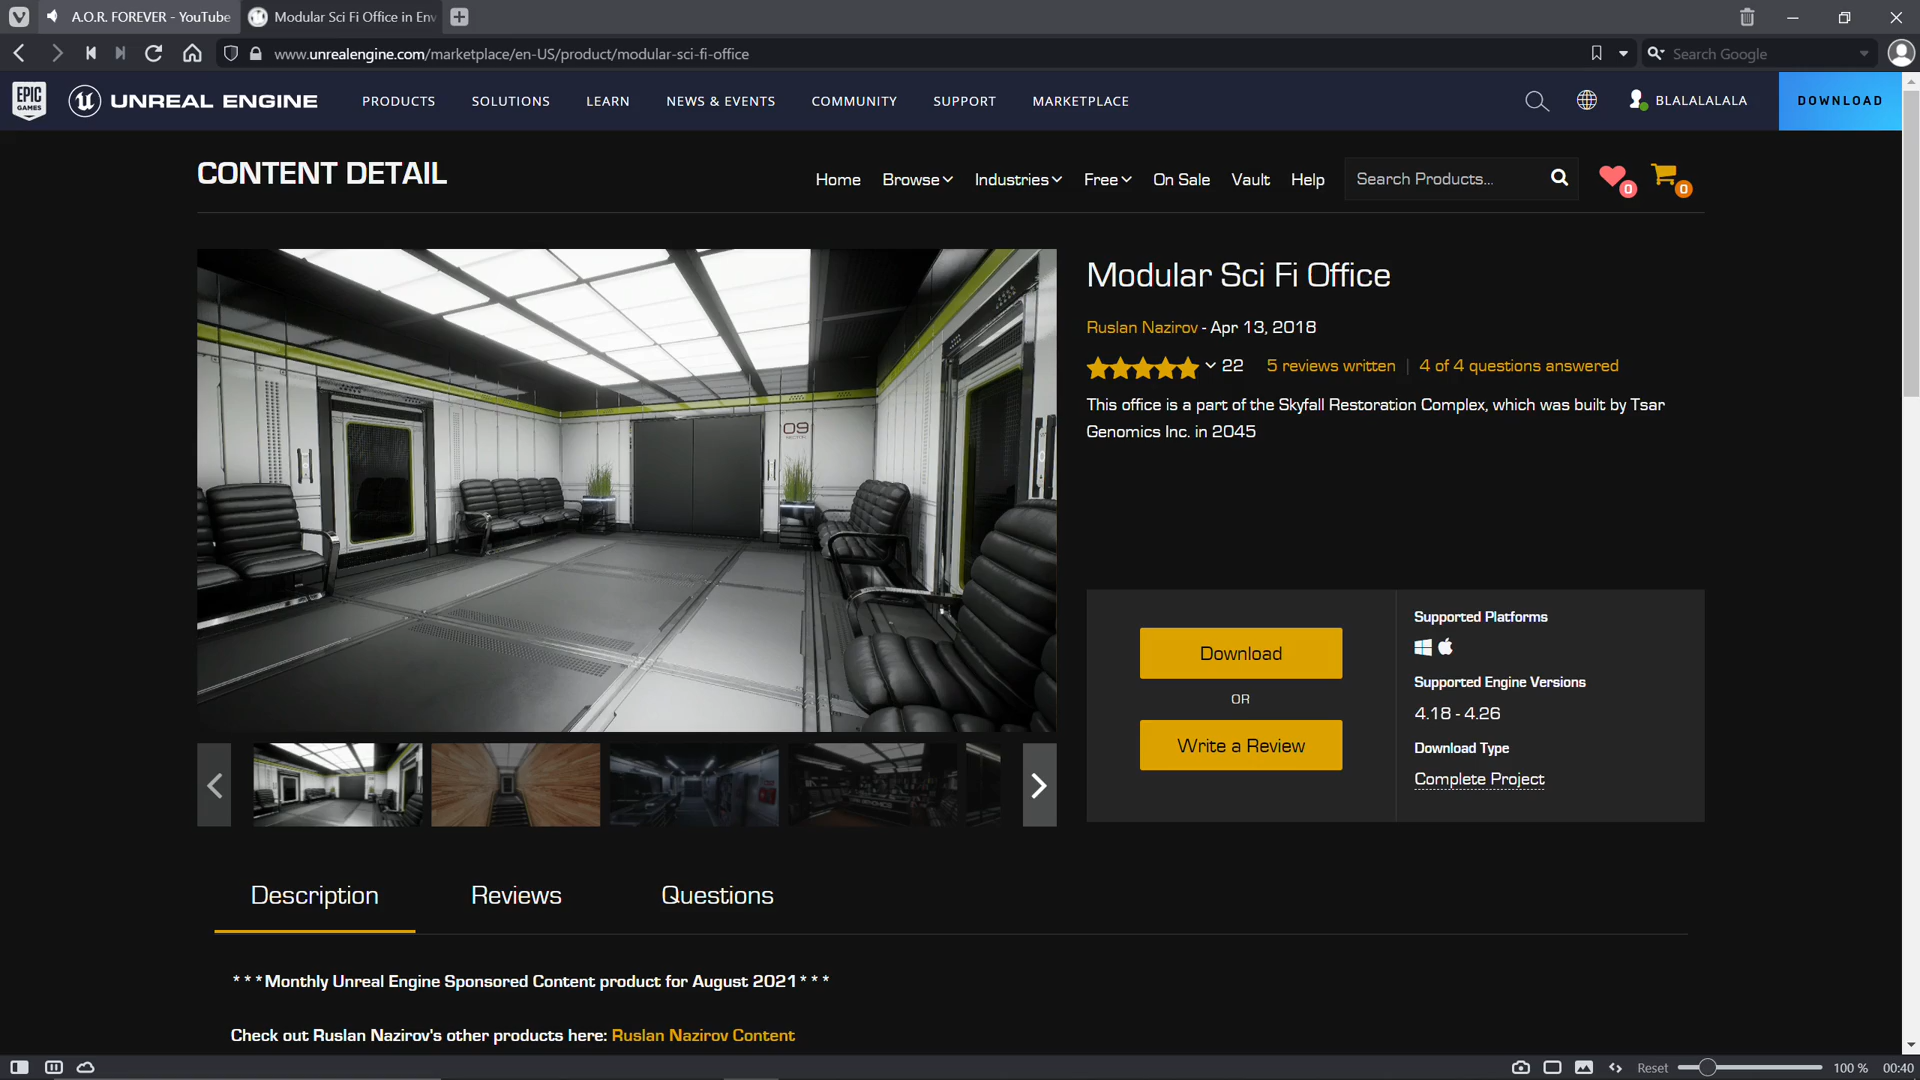 A.O.R. FOREVER - YouTube
Modular Sci Fi Office in Env
www.unrealengine.com/marketplace/en-US/product/modular-sci-fi-office
Search Google
EPIC GAMES
UNREAL ENGINE
PRODUCTS
SOLUTIONS
LEARN
NEWS & EVENTS
COMMUNITY
SUPPORT
MARKETPLACE
BLALALALALA
DOWNLOAD
CONTENT DETAIL
Home
Browse
Industries
Free
On Sale
Vault
Help
Search Products...
0
0
09
Modular Sci Fi Office
Ruslan Nazirov - Apr 13, 2018
22
5 reviews written | 4 of 4 questions answered
This office is a part of the Skyfall Restoration Complex, which was built by Tsar
Genomics Inc. in 2045
Download
OR
Write a Review
Supported Platforms
Supported Engine Versions
4.18 - 4.26
Download Type
Complete Project
Description
Reviews
Questions
***Monthly Unreal Engine Sponsored Content product for August 2021***
Check out Ruslan Nazirov's other products here: Ruslan Nazirov Content
Reset
100 %
00:40